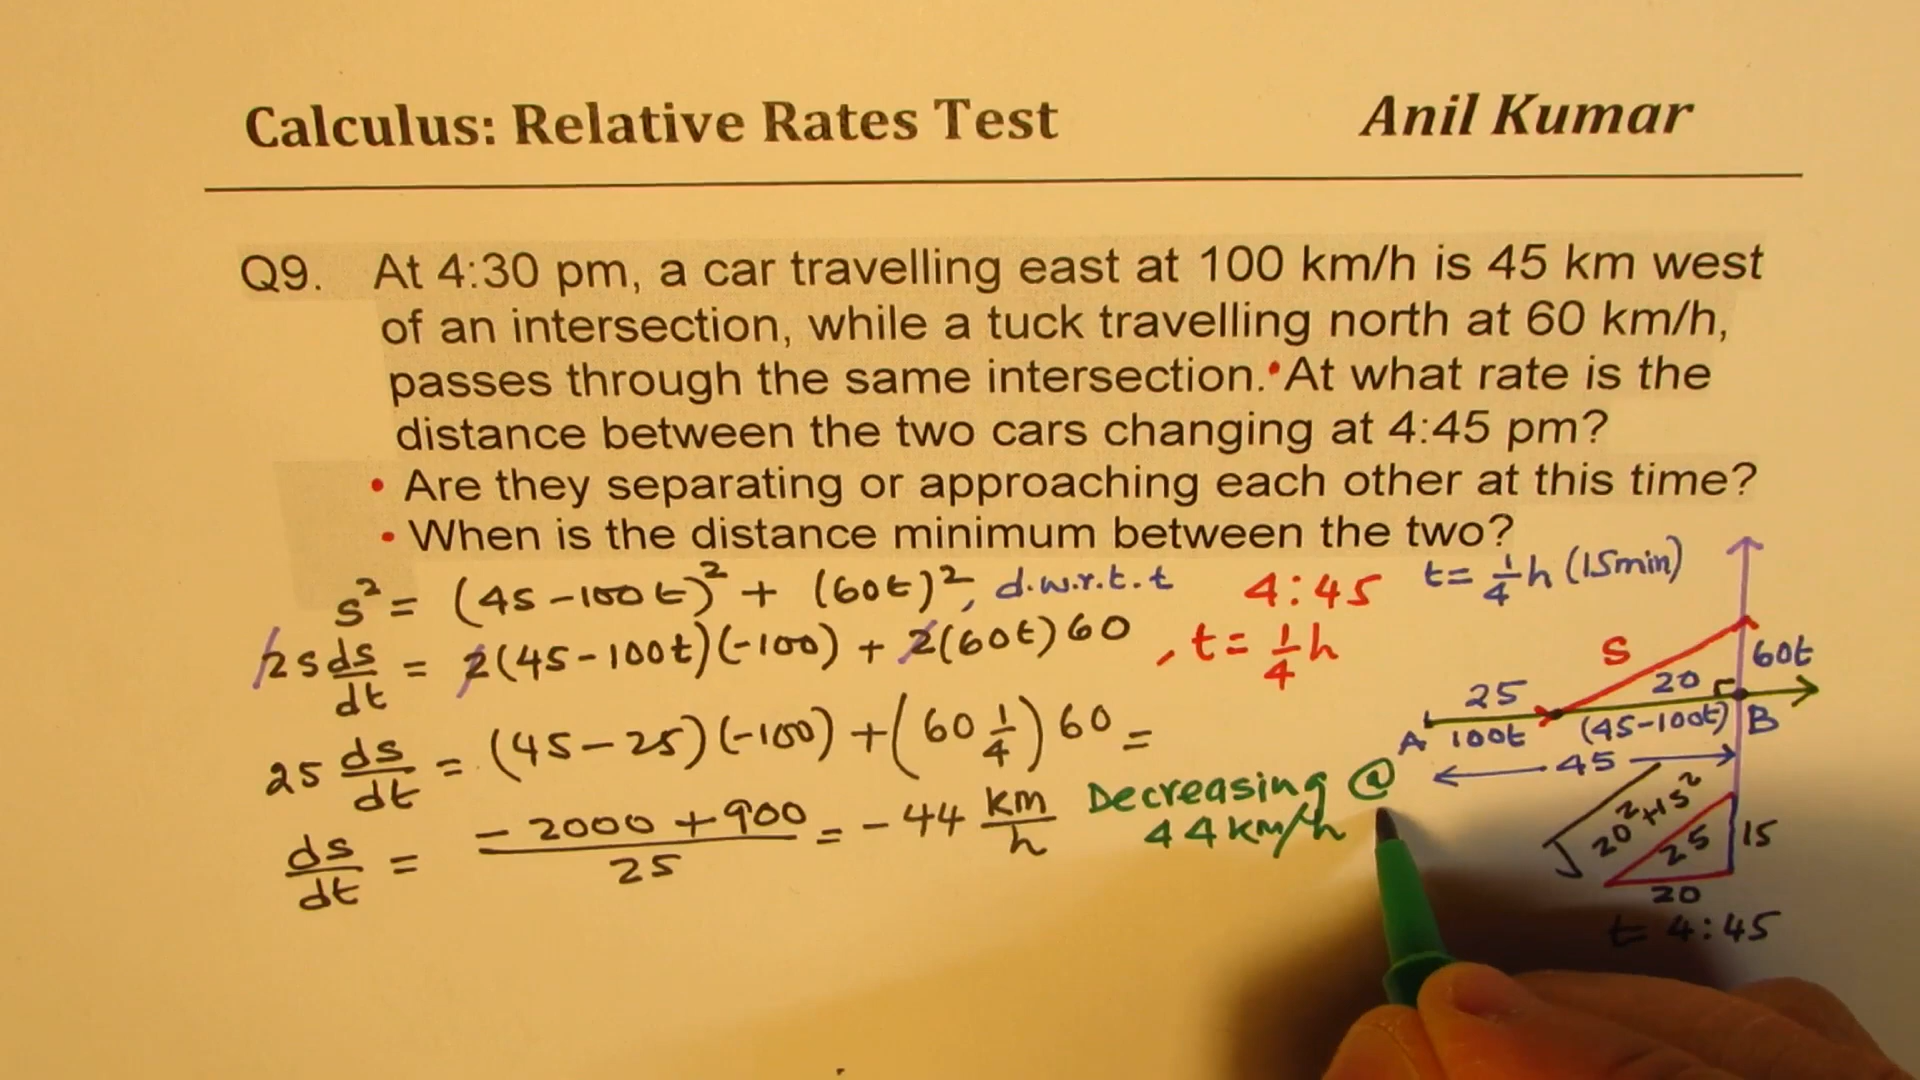 Calculus: Relative Rates Test Anil Kumar
Q9. At 4:30 pm, a car travelling east at 100 km/h is 45 km west
of an intersection, while a tuck travelling north at 60 km/h,
passes through the same intersection.•At what rate is the
distance between the two cars changing at 4:45 pm?
• Are they separating or approaching each other at this time?
• When is the distance minimum between the two?
s² = (45-100t)² + (60t)², d.w.r.t.t 4:45 t= 1/4 h (15min)
2s ds/dt = 2(45-100t)(-100) + 2(60t)60 , t= 1/4 h
25 ds/dt = (45-25)(-100) + (60 1/4) 60 =
ds/dt = (-2000+900)/25 = -44 km/h Decreasing @
44 km/h
S 60t
25 20
A 100t (45-100t) B
45
√20²+15²
25 15
20
t= 4:45